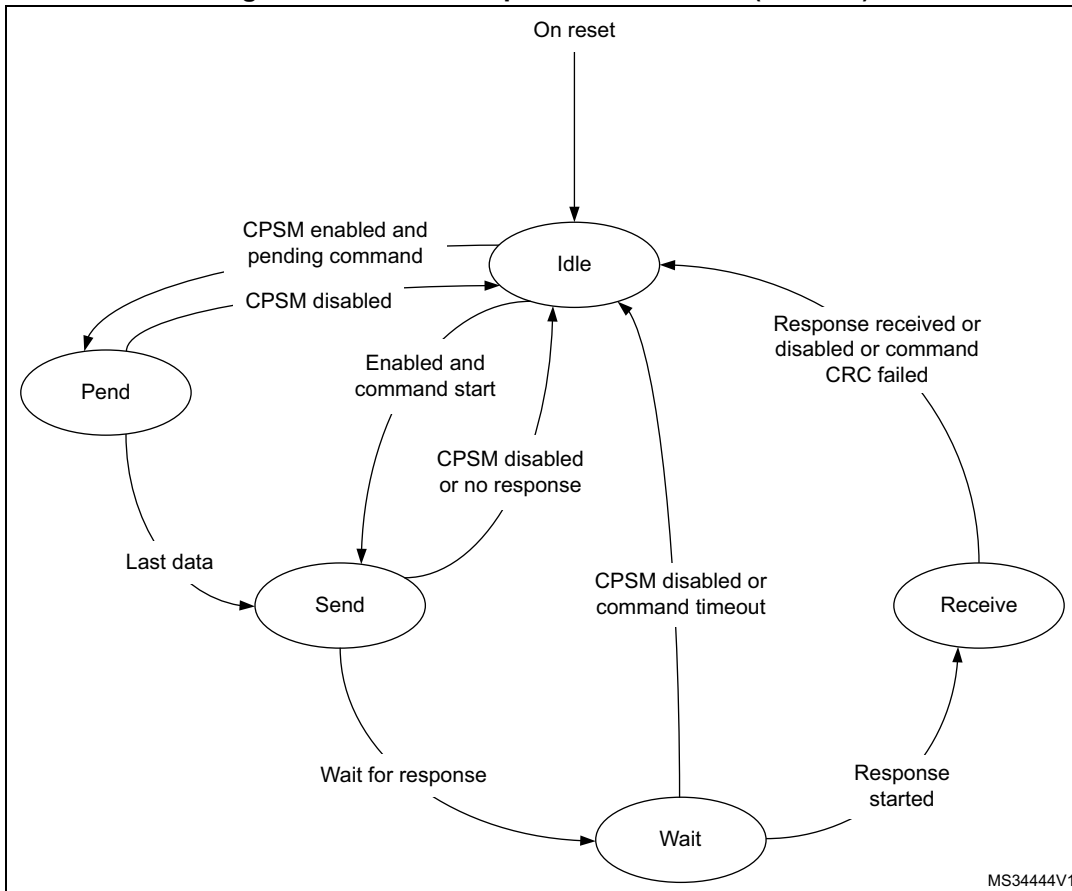 On reset
CPSM enabled and
pending command
Idle
CPSM disabled
Response received or
disabled or command
CRC failed
Enabled and
command start
Pend
CPSM disabled
or no response
Last data
CPSM disabled or
command timeout
Send
Receive
Wait for response
Response
started
Wait
MS34444V1